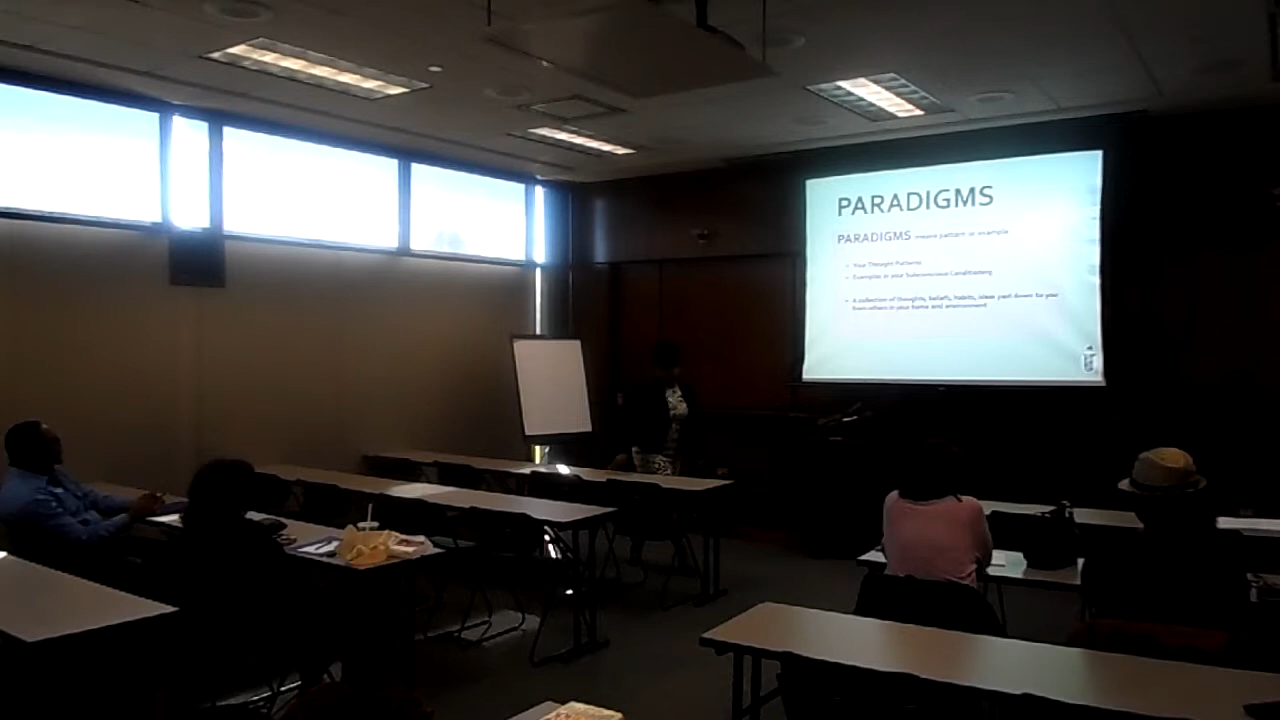 PARADIGMS
PARADIGMS means pattern or example
Your Thought Patterns
Examples in your Subconscious Conditioning
A collection of thoughts, beliefs, habits, ideas past down to you
from others in your home and environment